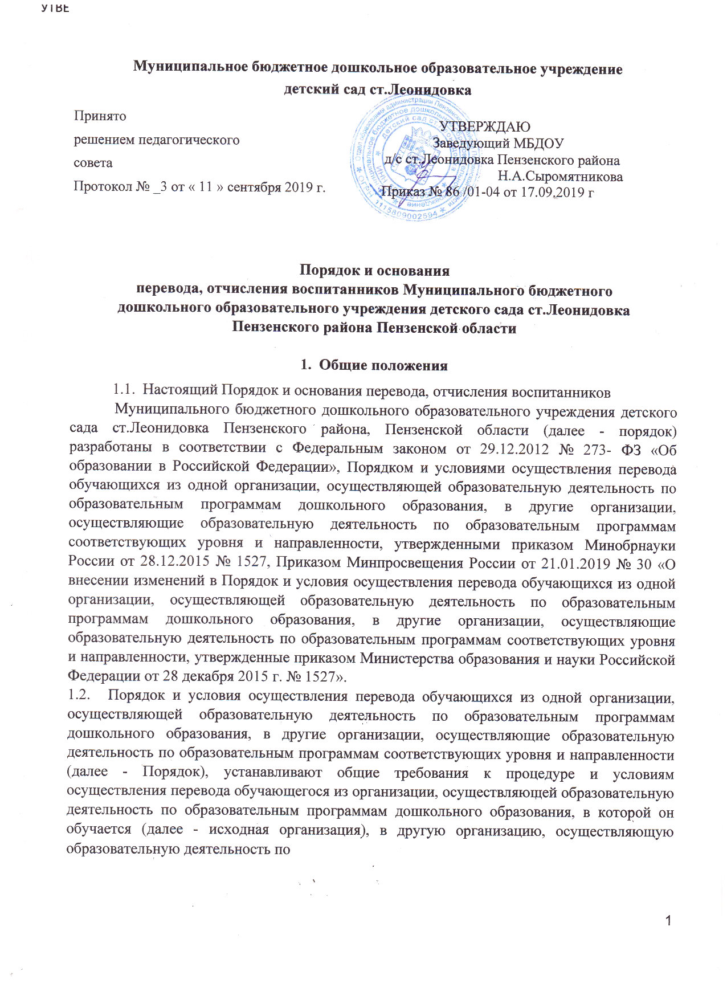 Муниципальное бюджетное дошкольное образовательное учреждение
детский сад ст.Леонидовка
Принято
решением педагогического
совета
Протокол № _3 от « 11 » сентября 2019 г.
УТВЕРЖДАЮ
Заведующий МБДОУ
д/с ст.Леонидовка Пензенского района
Н.А.Сыромятникова
Приказ № 86 /01-04 от 17.09.2019 г
1115809002594
Порядок и основания
перевода, отчисления воспитанников Муниципального бюджетного
дошкольного образовательного учреждения детского сада ст.Леонидовка
Пензенского района Пензенской области
1. Общие положения
1.1. Настоящий Порядок и основания перевода, отчисления воспитанников
Муниципального бюджетного дошкольного образовательного учреждения детского
сада ст.Леонидовка Пензенского района, Пензенской области (далее - порядок)
разработаны в соответствии с Федеральным законом от 29.12.2012 № 273- ФЗ «Об
образовании в Российской Федерации», Порядком и условиями осуществления перевода
обучающихся из одной организации, осуществляющей образовательную деятельность по
образовательным программам дошкольного образования, в другие организации,
осуществляющие образовательную деятельность по образовательным программам
соответствующих уровня и направленности, утвержденными приказом Минобрнауки
России от 28.12.2015 № 1527, Приказом Минпросвещения России от 21.01.2019 № 30 «О
внесении изменений в Порядок и условия осуществления перевода обучающихся из одной
организации, осуществляющей образовательную деятельность по образовательным
программам дошкольного образования, в другие организации, осуществляющие
образовательную деятельность по образовательным программам соответствующих уровня
и направленности, утвержденные приказом Министерства образования и науки Российской
Федерации от 28 декабря 2015 г. № 1527».
1.2. Порядок и условия осуществления перевода обучающихся из одной организации,
осуществляющей образовательную деятельность по образовательным программам
дошкольного образования, в другие организации, осуществляющие образовательную
деятельность по образовательным программам соответствующих уровня и направленности
(далее - Порядок), устанавливают общие требования к процедуре и условиям
осуществления перевода обучающегося из организации, осуществляющей образовательную
деятельность по образовательным программам дошкольного образования, в которой он
обучается (далее - исходная организация), в другую организацию, осуществляющую
образовательную деятельность по
1